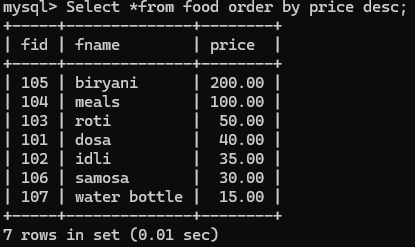 mysql> Select *from food order by price desc;
+-----+--------------+--------+
| fid | fname        | price  |
+-----+--------------+--------+
| 105 | biryani      | 200.00 |
| 104 | meals        | 100.00 |
| 103 | roti         |  50.00 |
| 101 | dosa         |  40.00 |
| 102 | idli         |  35.00 |
| 106 | samosa       |  30.00 |
| 107 | water bottle |  15.00 |
+-----+--------------+--------+
7 rows in set (0.01 sec)